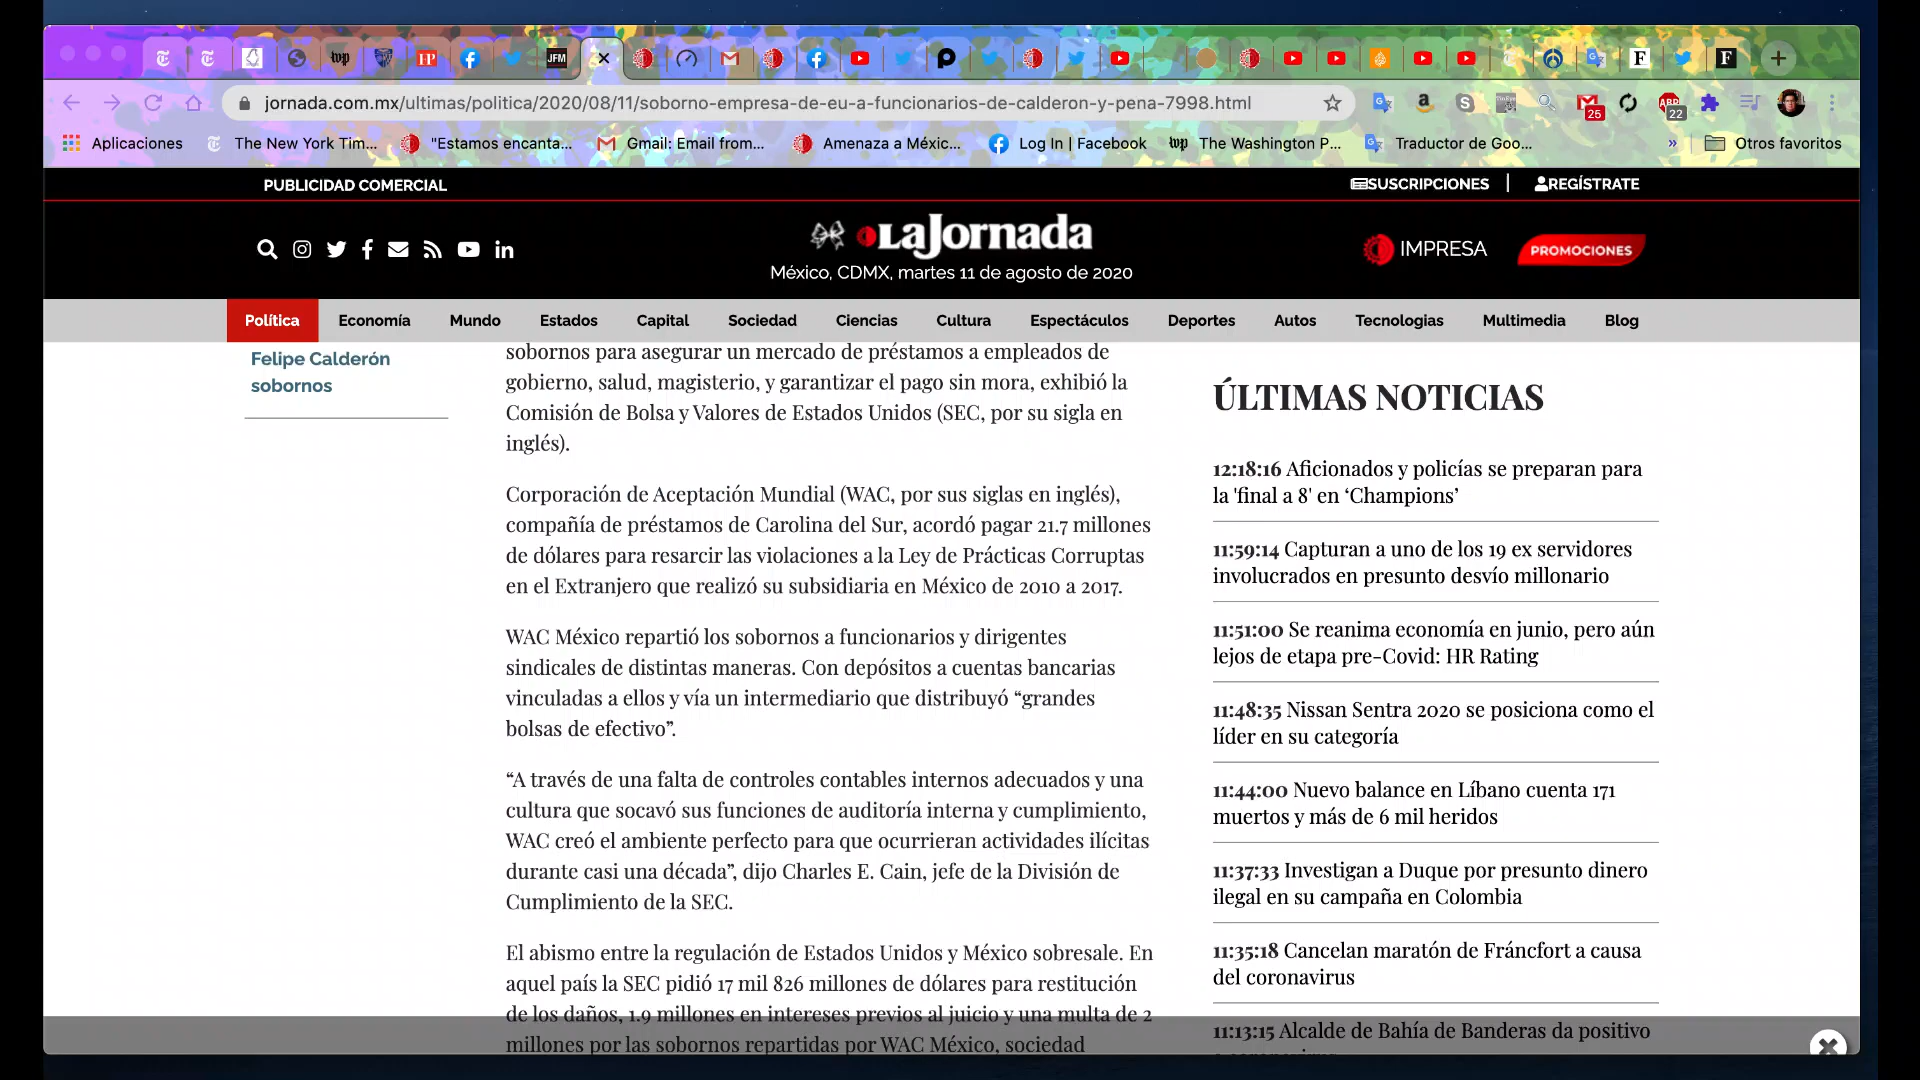 jornada.com.mx/ultimas/politica/2020/08/11/soborno-empresa-de-eu-a-funcionarios-de-calderon-y-pena-7998.html
25
ABP
22
Aplicaciones
The New York Tim...
"Estamos encanta...
Gmail: Email from...
Amenaza a Méxic...
Log In | Facebook
wp
The Washington P...
Traductor de Goo...
»
Otros favoritos
PUBLICIDAD COMERCIAL
SUSCRIPCIONES
REGÍSTRATE
La Jornada
México, CDMX, martes 11 de agosto de 2020
IMPRESA
PROMOCIONES
Política
Economía
Mundo
Estados
Capital
Sociedad
Ciencias
Cultura
Espectáculos
Deportes
Autos
Tecnologias
Multimedia
Blog
Felipe Calderón
sobornos
sobornos para asegurar un mercado de préstamos a empleados de
gobierno, salud, magisterio, y garantizar el pago sin mora, exhibió la
Comisión de Bolsa y Valores de Estados Unidos (SEC, por su sigla en
inglés).
Corporación de Aceptación Mundial (WAC, por sus siglas en inglés),
compañía de préstamos de Carolina del Sur, acordó pagar 21.7 millones
de dólares para resarcir las violaciones a la Ley de Prácticas Corruptas
en el Extranjero que realizó su subsidiaria en México de 2010 a 2017.
WAC México repartió los sobornos a funcionarios y dirigentes
sindicales de distintas maneras. Con depósitos a cuentas bancarias
vinculadas a ellos y vía un intermediario que distribuyó “grandes
bolsas de efectivo”.
“A través de una falta de controles contables internos adecuados y una
cultura que socavó sus funciones de auditoría interna y cumplimiento,
WAC creó el ambiente perfecto para que ocurrieran actividades ilícitas
durante casi una década”, dijo Charles E. Cain, jefe de la División de
Cumplimiento de la SEC.
El abismo entre la regulación de Estados Unidos y México sobresale. En
aquel país la SEC pidió 17 mil 826 millones de dólares para restitución
de los daños, 1.9 millones en intereses previos al juicio y una multa de 2
millones por las sobornos repartidas por WAC México, sociedad
ÚLTIMAS NOTICIAS
12:18:16 Aficionados y policías se preparan para
la 'final a 8' en ‘Champions’
11:59:14 Capturan a uno de los 19 ex servidores
involucrados en presunto desvío millonario
11:51:00 Se reanima economía en junio, pero aún
lejos de etapa pre-Covid: HR Rating
11:48:35 Nissan Sentra 2020 se posiciona como el
líder en su categoría
11:44:00 Nuevo balance en Líbano cuenta 171
muertos y más de 6 mil heridos
11:37:33 Investigan a Duque por presunto dinero
ilegal en su campaña en Colombia
11:35:18 Cancelan maratón de Fráncfort a causa
del coronavirus
11:13:15 Alcalde de Bahía de Banderas da positivo